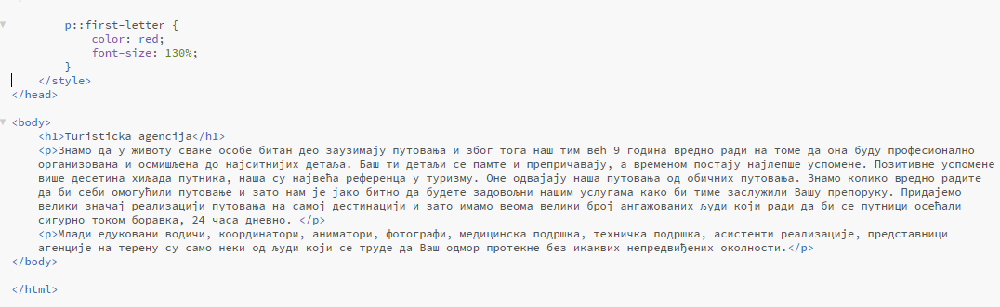 p::first-letter {
color: red;
font-size: 130%;
}
</style>
</head>
<body>
<h1>Turisticka agencija</h1>
<p>Знамо да у животу сваке особе битан део заузимају путовања и због тога наш тим већ 9 година вредно ради на томе да она буду професионално
организована и осмишљена до најситнијих детаља. Баш ти детаљи се памте и препричавају, а временом постају најлепше успомене. Позитивне успомене
више десетина хиљада путника, наша су највећа референца у туризму. Оне одвајају наша путовања од обичних путовања. Знамо колико вредно радите
да би себи омогућили путовање и зато нам је јако битно да будете задовољни нашим услугама како би тиме заслужили Вашу препоруку. Придајемо
велики значај реализацији путовања на самој дестинацији и зато имамо веома велики број ангажованих људи који ради да би се путници осећали
сигурно током боравка, 24 часа дневно. </p>
<p>Млади едуковани водичи, координатори, аниматори, фотографи, медицинска подршка, техничка подршка, асистенти реализације, представници
агенције на терену су само неки од људи који се труде да Ваш одмор протекне без икаквих непредвиђених околности.</p>
</body>
</html>